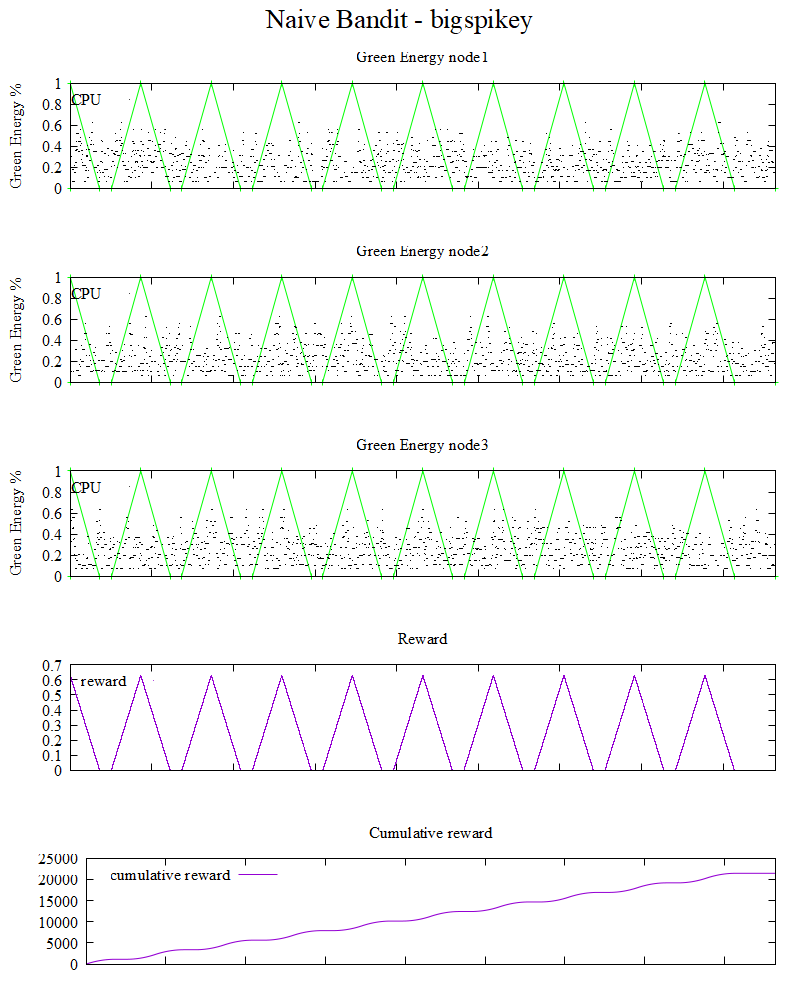 Naive Bandit - bigspikey
Green Energy node1
Green Energy %
1
CPU
0.8
0.6
0.4
0.2
0
Green Energy node2
Green Energy %
1
CPU
0.8
0.6
0.4
0.2
0
Green Energy node3
Green Energy %
1
CPU
0.8
0.6
0.4
0.2
0
Reward
0.7
0.6
reward
0.5
0.4
0.3
0.2
0.1
0
Cumulative reward
25000
cumulative reward
20000
15000
10000
5000
0